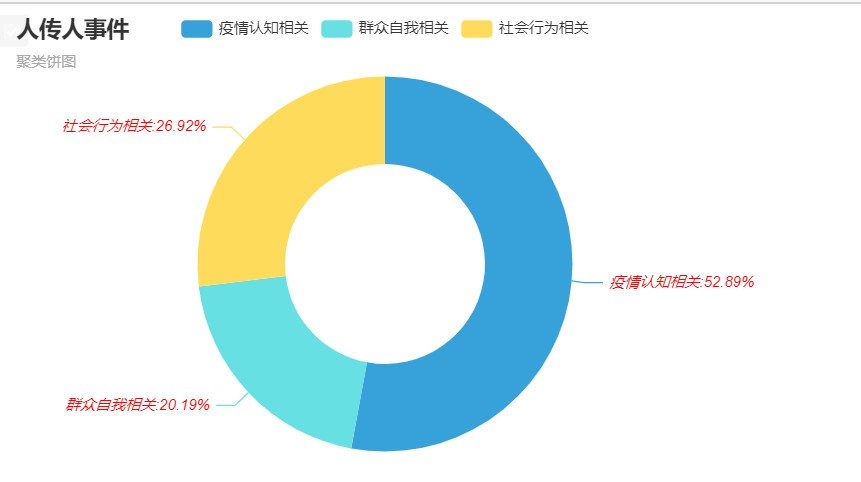 人传人事件
疫情认知相关
群众自我相关
社会行为相关
聚类饼图
社会行为相关:26.92%
疫情认知相关:52.89%
群众自我相关:20.19%